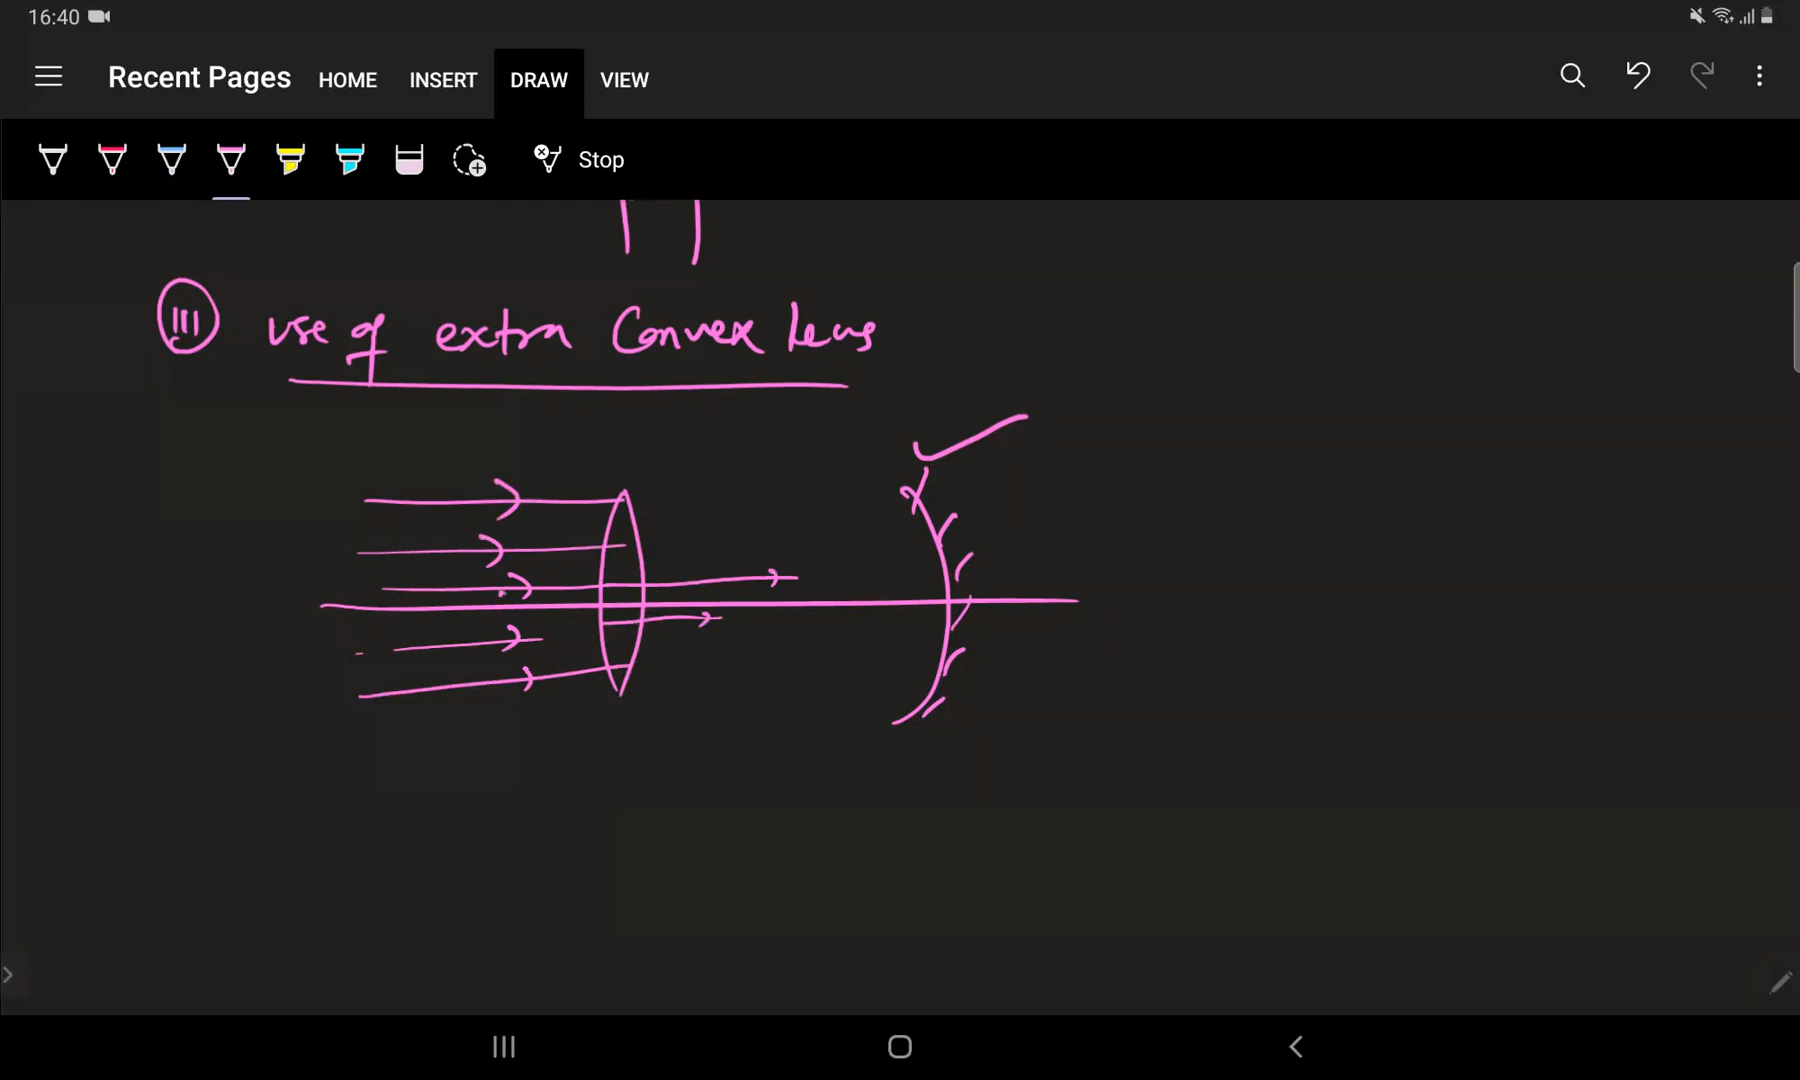 16:40
Recent Pages HOME INSERT DRAW VIEW
Stop
III use of extra Convex Lens